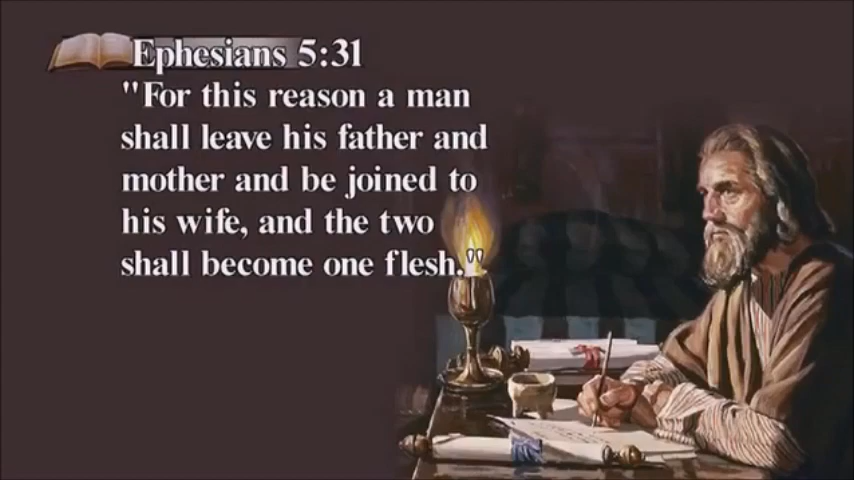 Ephesians 5:31
"For this reason a man
shall leave his father and
mother and be joined to
his wife, and the two
shall become one flesh."